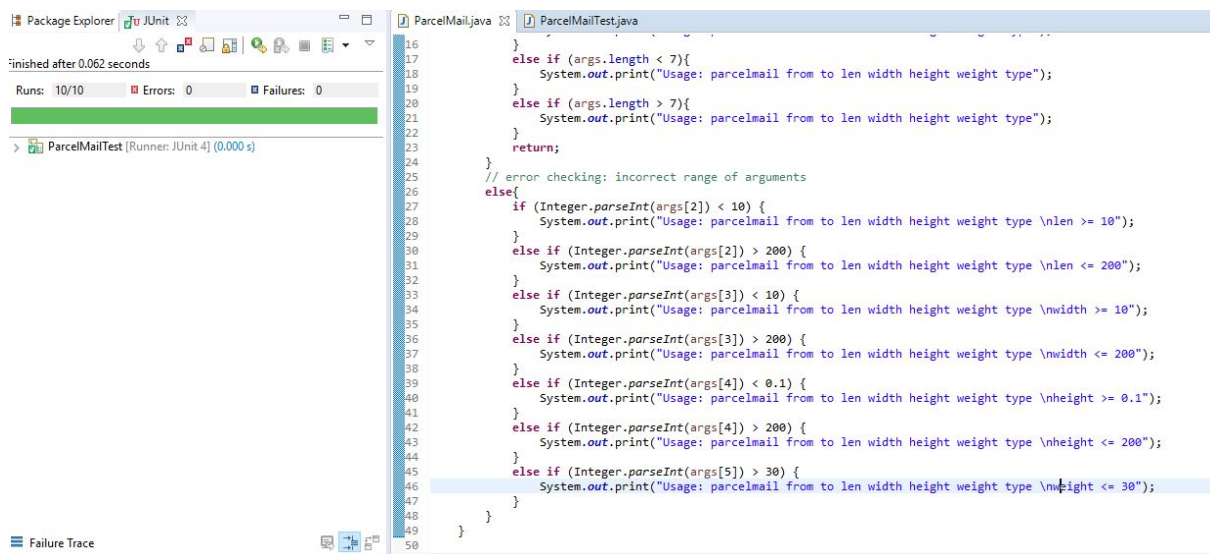 Package Explorer JUnit
Finished after 0.062 seconds
Runs: 10/10 Errors: 0 Failures: 0
ParcelMailTest [Runner: JUnit 4] (0.000 s)
Failure Trace
ParcelMail.java ParcelMailTest.java
16 }
17 else if (args.length < 7){
18 System.out.print("Usage: parcelmail from to len width height weight type");
19 }
20 else if (args.length > 7){
21 System.out.print("Usage: parcelmail from to len width height weight type");
22 }
23 return;
24 }
25 // error checking: incorrect range of arguments
26 else{
27 if (Integer.parseInt(args[2]) < 10) {
28 System.out.print("Usage: parcelmail from to len width height weight type \nlen >= 10");
29 }
30 else if (Integer.parseInt(args[2]) > 200) {
31 System.out.print("Usage: parcelmail from to len width height weight type \nlen <= 200");
32 }
33 else if (Integer.parseInt(args[3]) < 10) {
34 System.out.print("Usage: parcelmail from to len width height weight type \nwidth >= 10");
35 }
36 else if (Integer.parseInt(args[3]) > 200) {
37 System.out.print("Usage: parcelmail from to len width height weight type \nwidth <= 200");
38 }
39 else if (Integer.parseInt(args[4]) < 0.1) {
40 System.out.print("Usage: parcelmail from to len width height weight type \nheight >= 0.1");
41 }
42 else if (Integer.parseInt(args[4]) > 200) {
43 System.out.print("Usage: parcelmail from to len width height weight type \nheight <= 200");
44 }
45 else if (Integer.parseInt(args[5]) > 30) {
46 System.out.print("Usage: parcelmail from to len width height weight type \nweight <= 30");
47 }
48 }
49 }
50